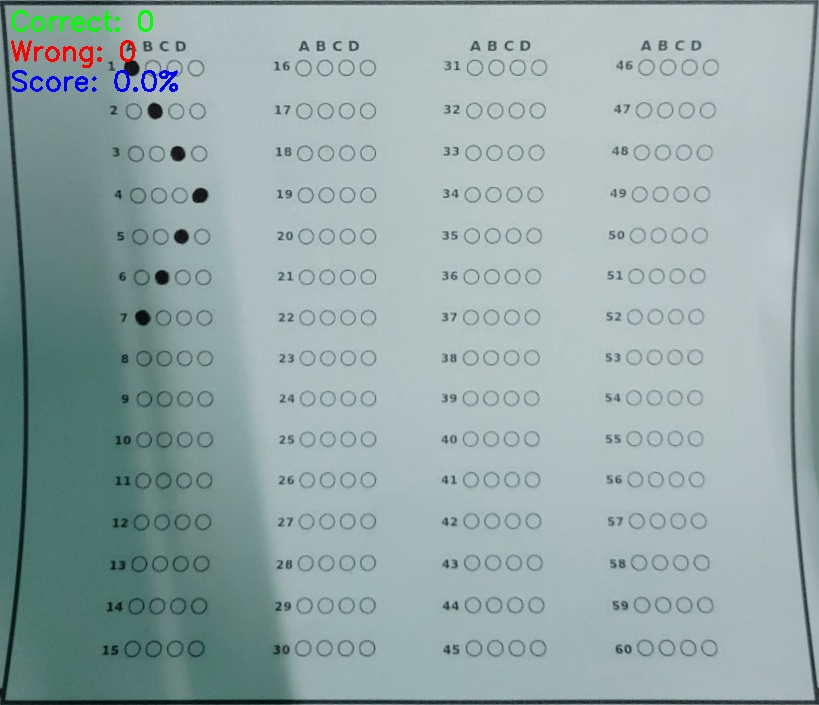 Correct: 0
Wrong: 0
Score: 0.0%
A B C D A B C D A B C D A B C D
1 16 31 46
2 17 32 47
3 18 33 48
4 19 34 49
5 20 35 50
6 21 36 51
7 22 37 52
8 23 38 53
9 24 39 54
10 25 40 55
11 26 41 56
12 27 42 57
13 28 43 58
14 29 44 59
15 30 45 60